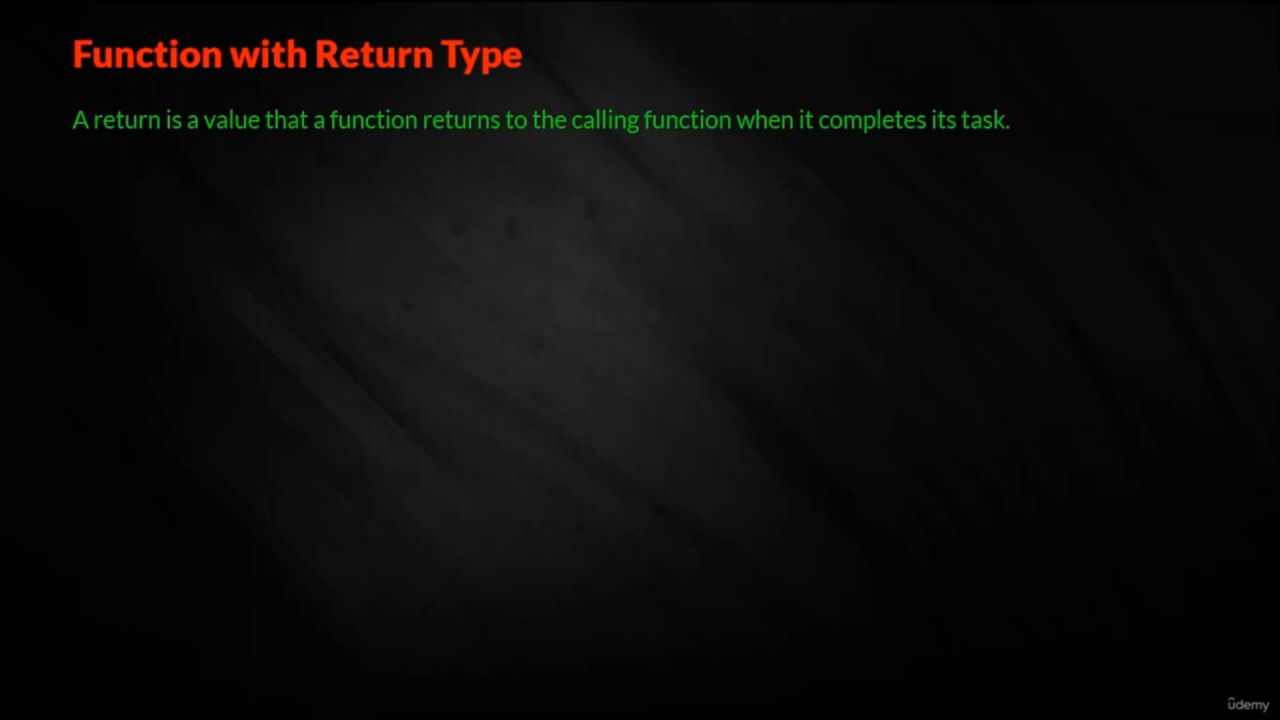 Function with Return Type
A return is a value that a function returns to the calling function when it completes its task.
ûdemy